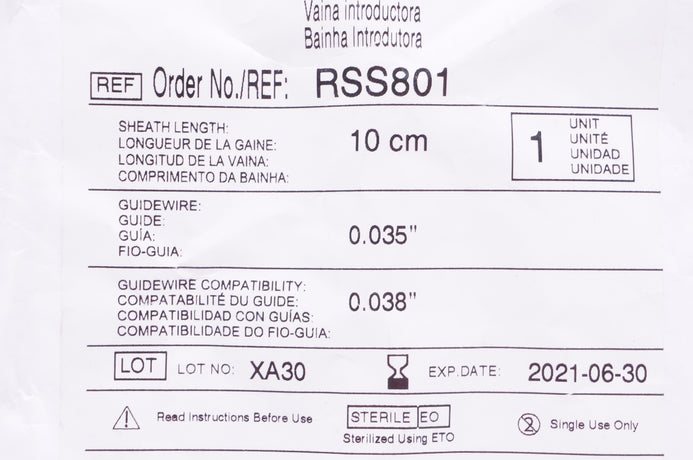 Vaina introductora
Bainha Introdutora
REF Order No./REF: RSS801
SHEATH LENGTH:
LONGUEUR DE LA GAINE:
LONGITUD DE LA VAINA:
COMPRIMENTO DA BAINHA:
10 cm
1
UNIT
UNITÉ
UNIDAD
UNIDADE
GUIDEWIRE:
GUIDE:
GUÍA:
FIO-GUIA:
0.035"
GUIDEWIRE COMPATIBILITY:
COMPATABILITÉ DU GUIDE:
COMPATIBILIDAD CON GUÍAS:
COMPATIBILIDADE DO FIO-GUIA:
0.038"
LOT LOT NO: XA30 EXP.DATE: 2021-06-30
Read Instructions Before Use
STERILE EO
Sterilized Using ETO
2 Single Use Only